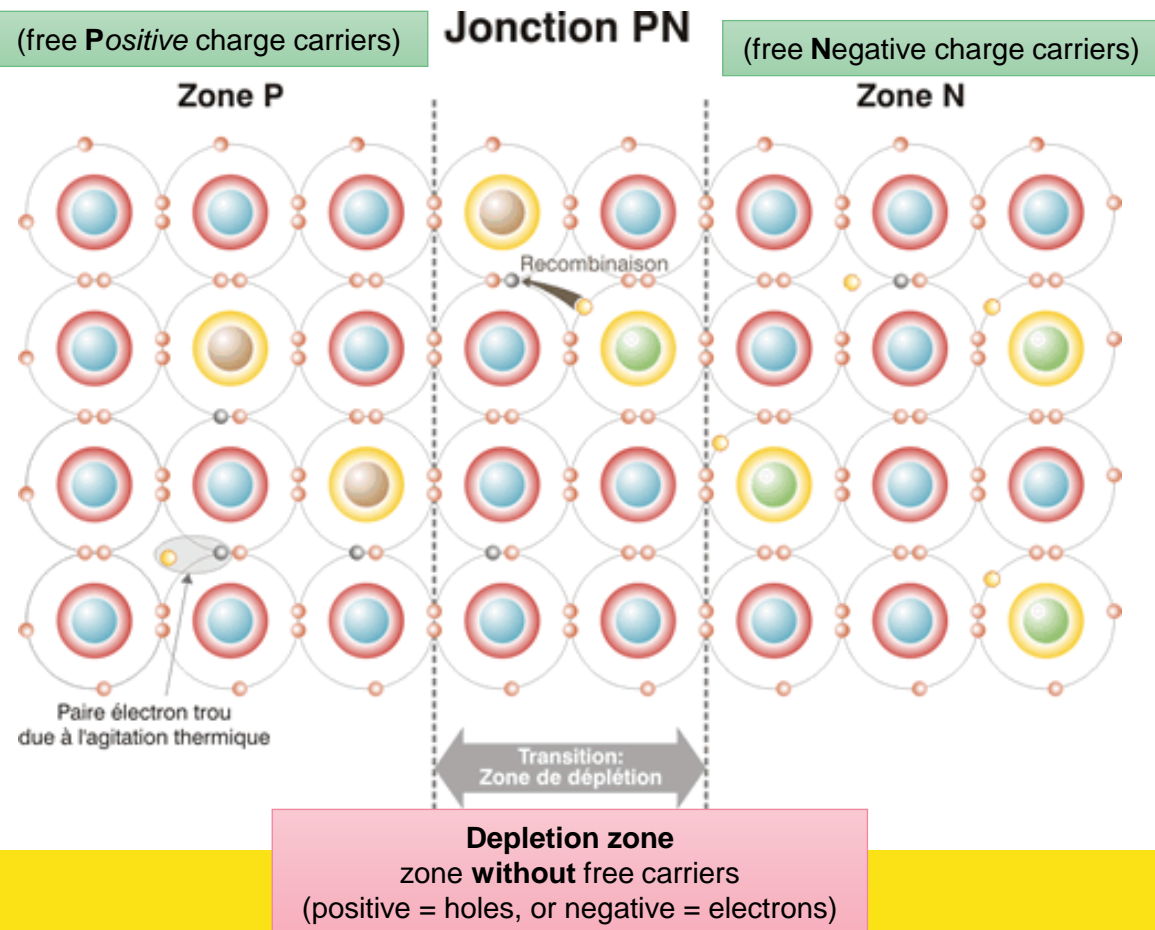 (free Positive charge carriers)
Jonction PN
(free Negative charge carriers)
Zone P
Zone N
Recombinaison
Paire électron trou
due à l'agitation thermique
Transition:
Zone de déplétion
Depletion zone
zone without free carriers
(positive = holes, or negative = electrons)